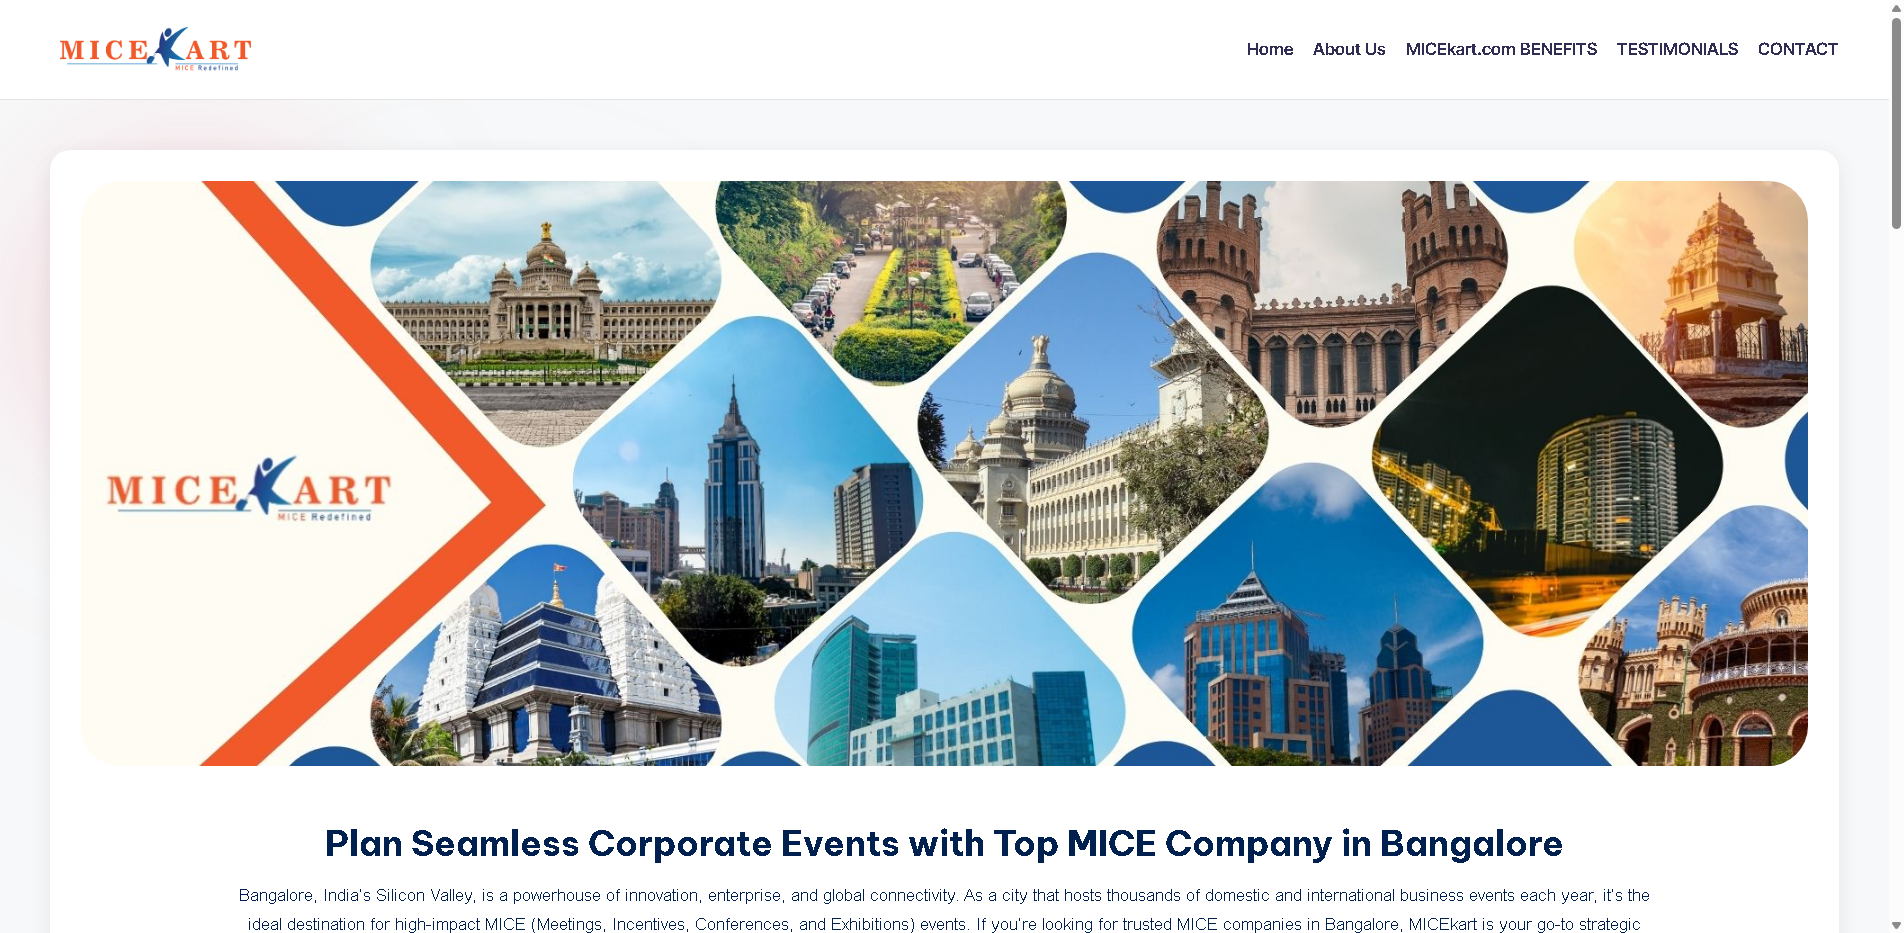 MICEKART
MICE Redefined
Home About Us MICEkart.com BENEFITS TESTIMONIALS CONTACT
MICEKART
MICE Redefined
Plan Seamless Corporate Events with Top MICE Company in Bangalore
Bangalore, India's Silicon Valley, is a powerhouse of innovation, enterprise, and global connectivity. As a city that hosts thousands of domestic and international business events each year, it's the
ideal destination for high-impact MICE (Meetings, Incentives, Conferences, and Exhibitions) events. If you're looking for trusted MICE companies in Bangalore, MICEkart is your go-to strategic